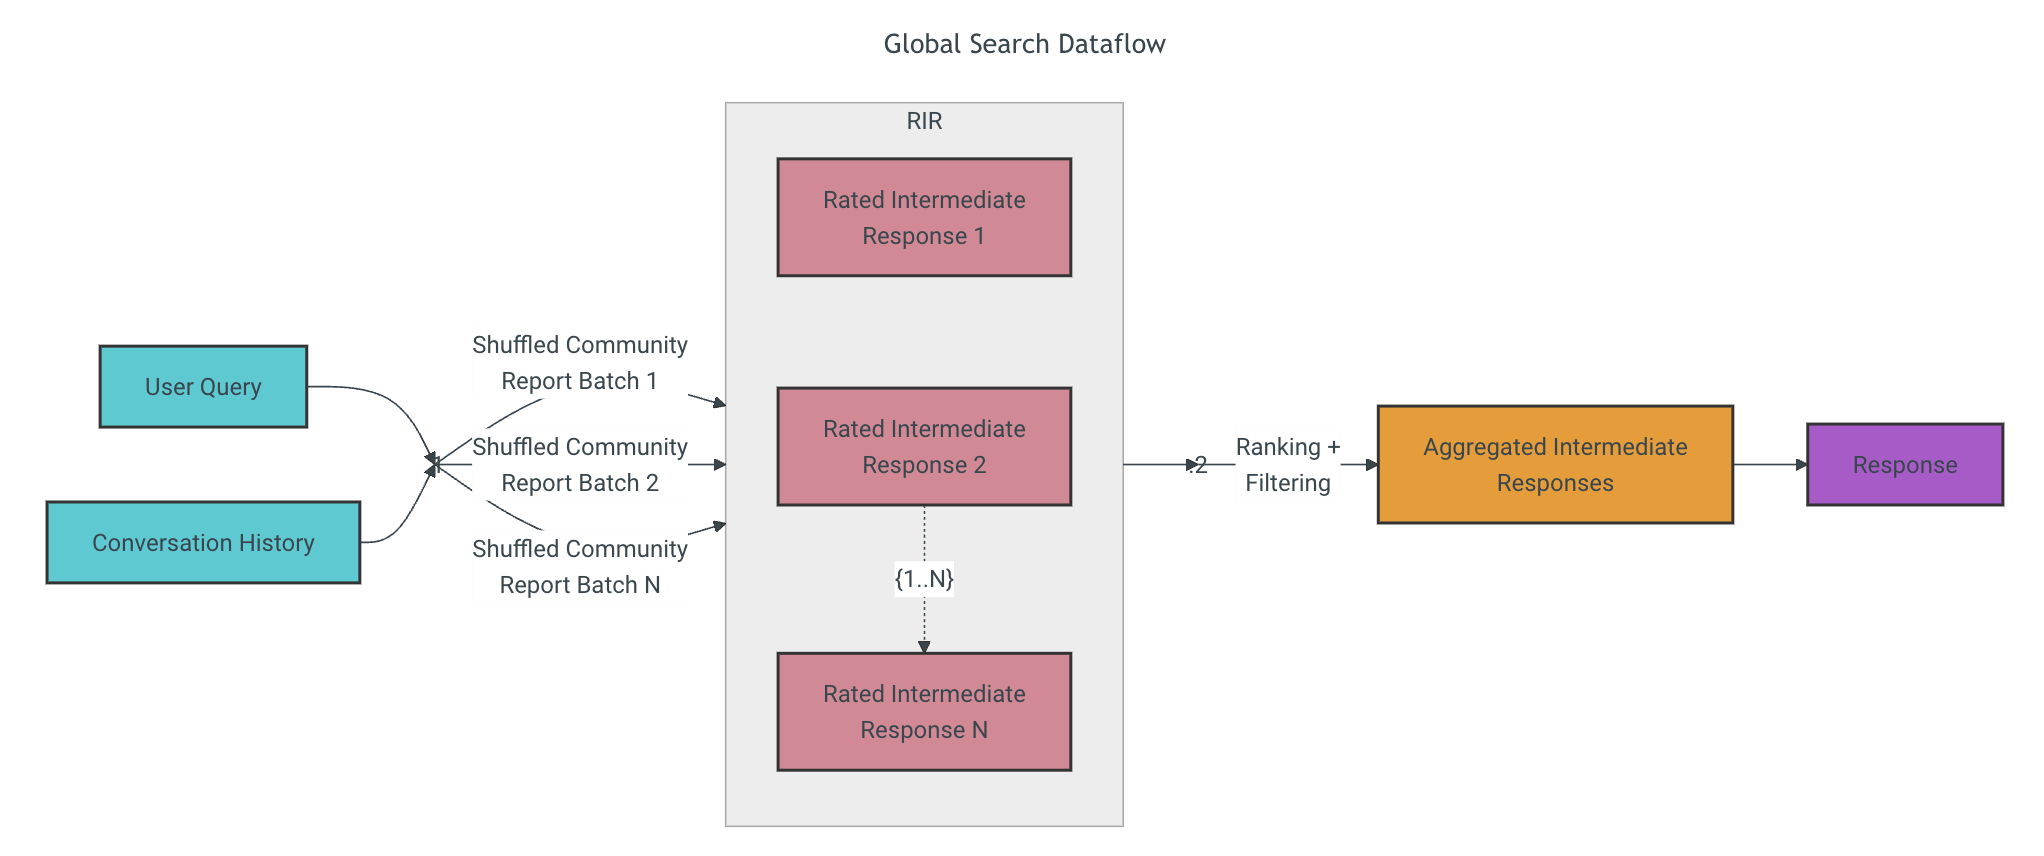 Global Search Dataflow
RIR
Rated Intermediate
Response 1
User Query
Conversation History
Shuffled Community
Report Batch 1
Shuffled Community
Report Batch 2
Shuffled Community
Report Batch N
Rated Intermediate
Response 2
{1..N}
Rated Intermediate
Response N
.2
Ranking +
Filtering
Aggregated Intermediate
Responses
Response